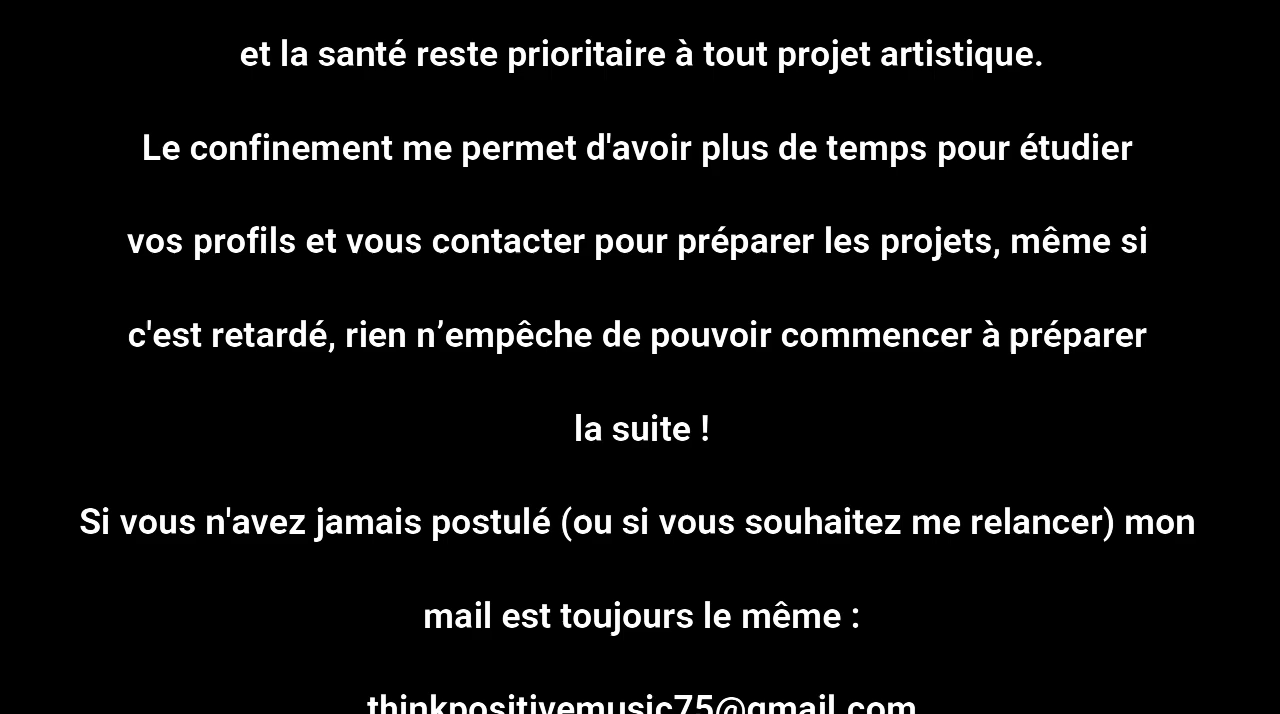 et la santé reste prioritaire à tout projet artistique.
Le confinement me permet d'avoir plus de temps pour étudier
vos profils et vous contacter pour préparer les projets, même si
c'est retardé, rien n’empêche de pouvoir commencer à préparer
la suite !
Si vous n'avez jamais postulé (ou si vous souhaitez me relancer) mon
mail est toujours le même :
thinkpositivemusic75@gmail.com